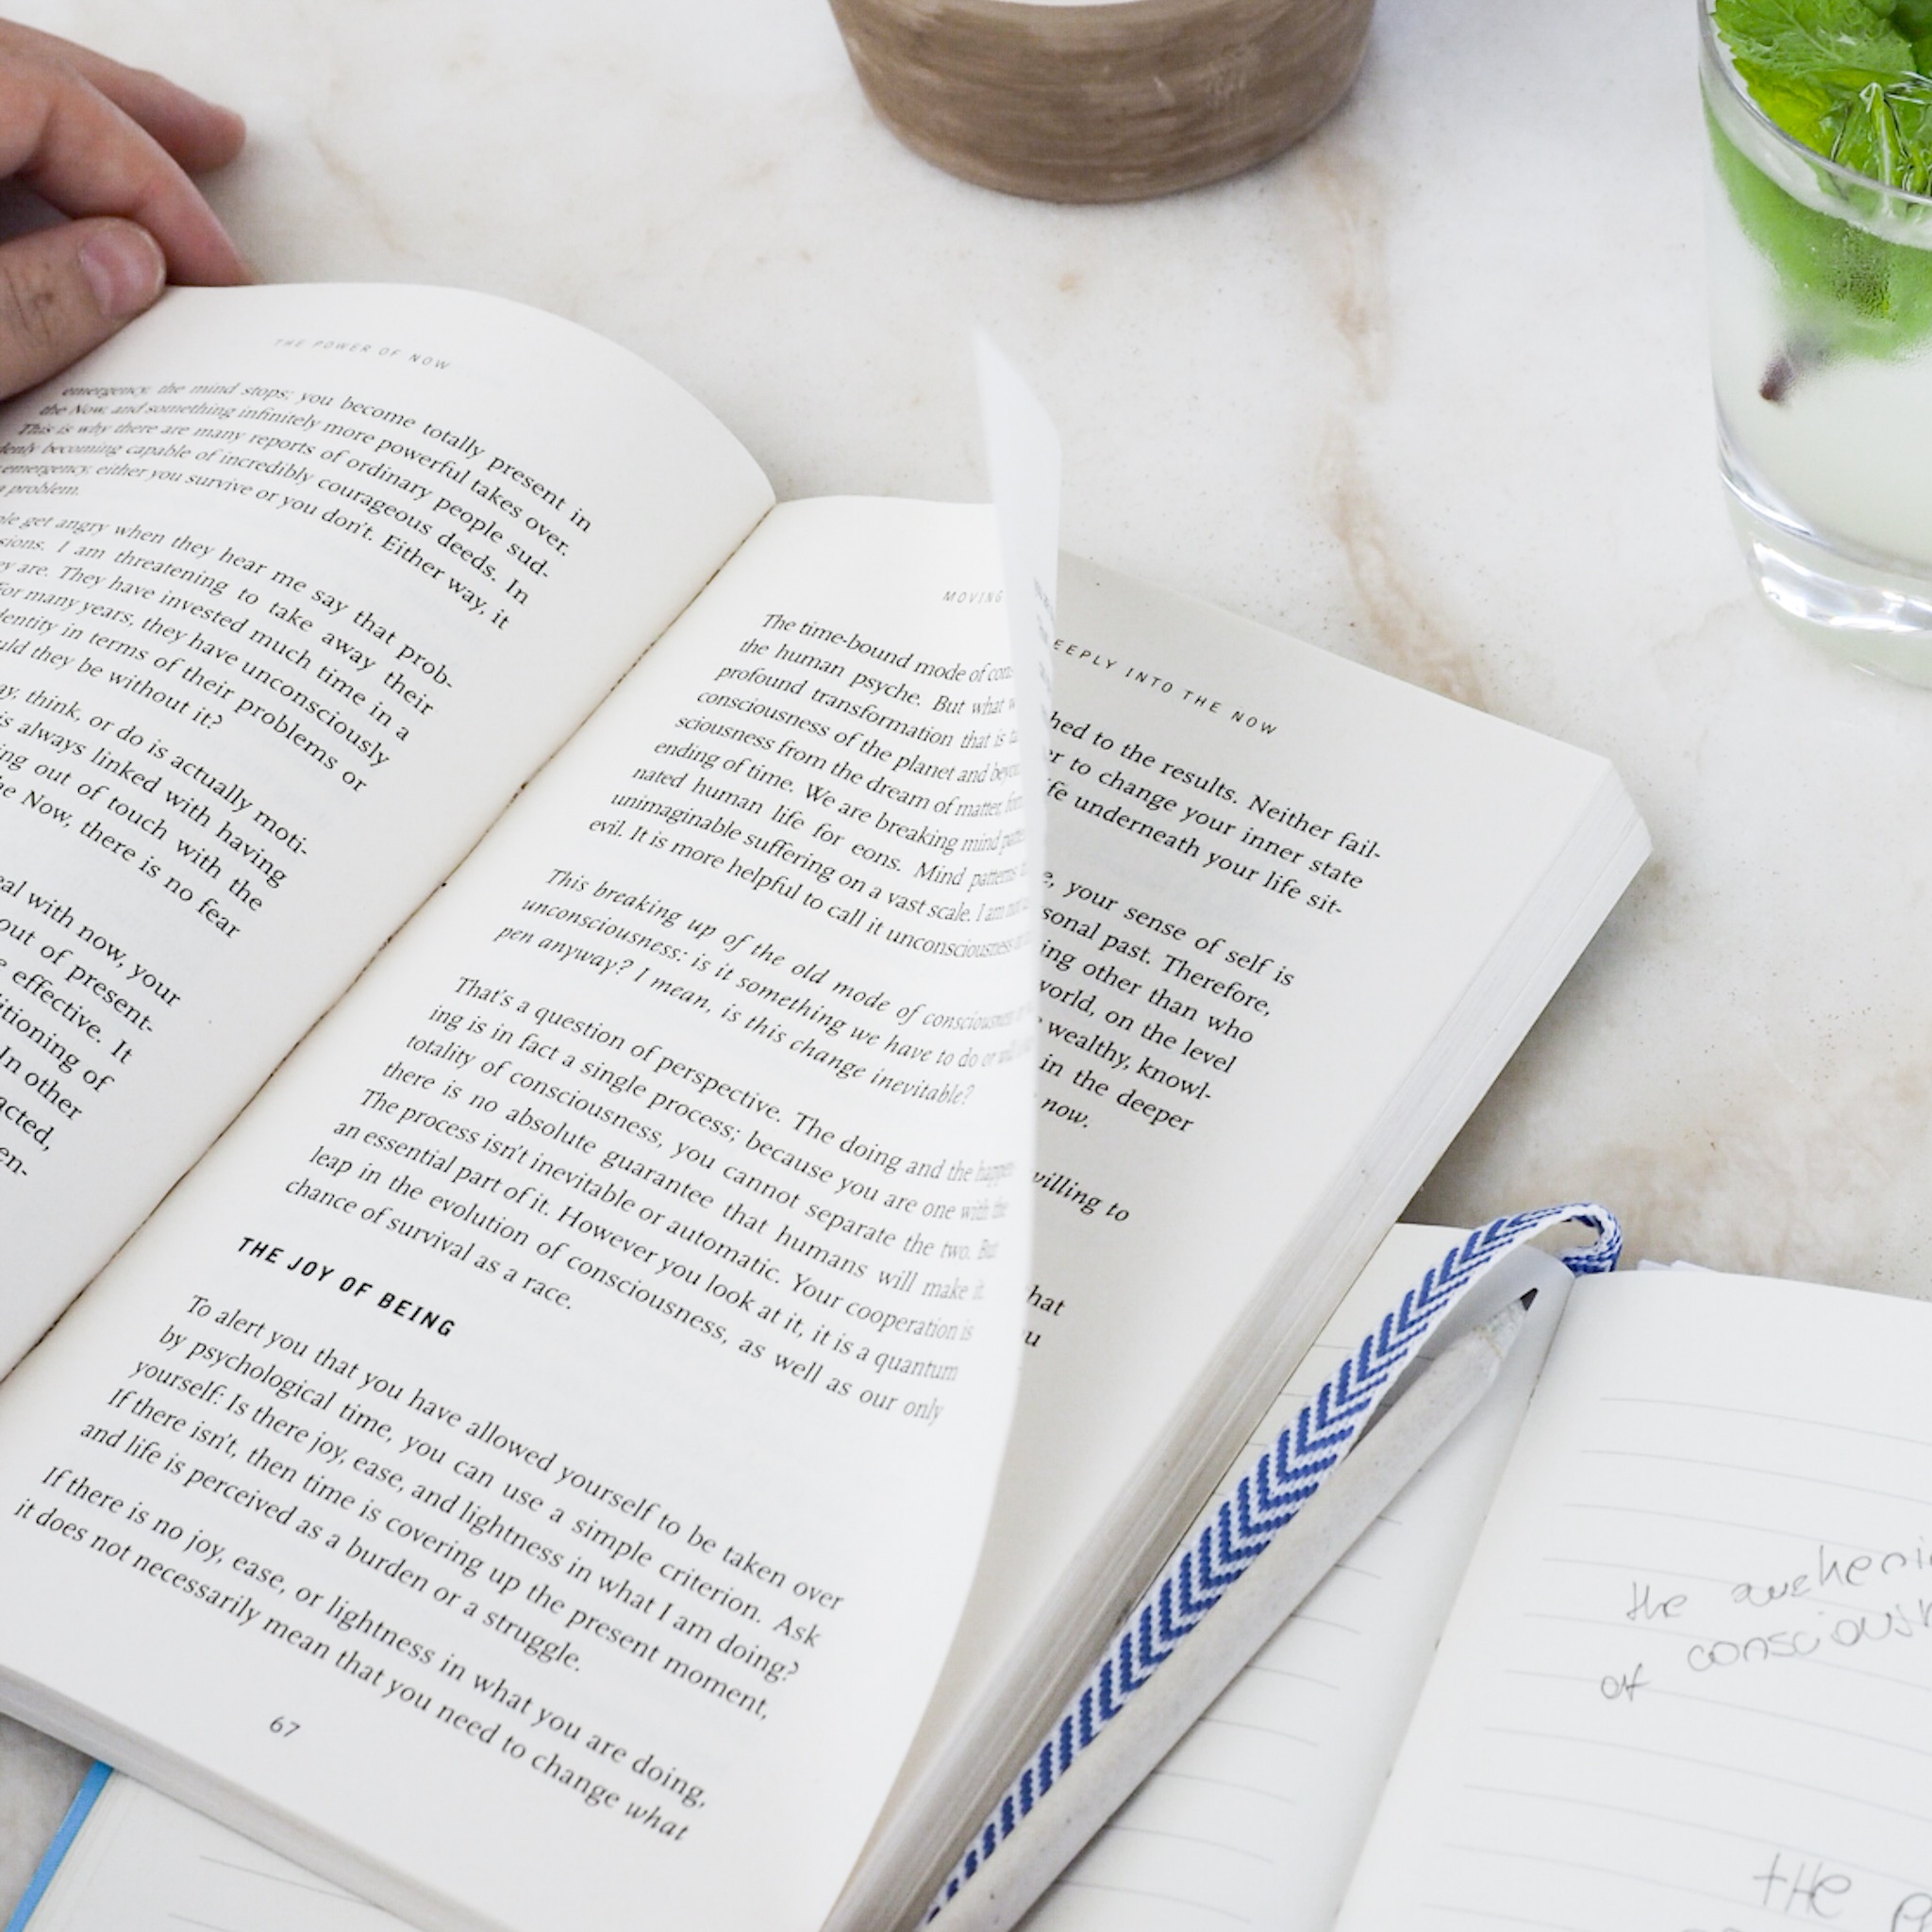 THE POWER OF NOW
emergency, the mind stops; you become totally present in
the Now, and something infinitely more powerful takes over.
This is why there are many reports of ordinary people sud-
denly becoming capable of incredibly courageous deeds. In
emergency, either you survive or you don't. Either way, it
a problem.
get angry when they hear me say that prob-
I am threatening to take away their
are. They have invested much time in a
for many years, they have unconsciously
identity in terms of their problems or
would they be without it?
think, or do is actually moti-
is always linked with having
out of touch with the
Now, there is no fear
with now, your
out of present-
effective. It
of
In other
MOVING
The time-bound mode of
the human psyche. But what
profound transformation that is
consciousness of the planet and
sciousness from the dream of matter,
ending of time. We are breaking mind
nated human life for eons. Mind patterns
unimaginable suffering on a vast scale. I am
evil. It is more helpful to call it unconsciousness
This breaking up of the old mode of
unconsciousness: is it something we have to do or
pen anyway? I mean, is this change inevitable?
That's a question of perspective. The doing and the
ing is in fact a single process; because you are one with the
totality of consciousness, you cannot separate the two. But
there is no absolute guarantee that humans will make it.
The process isn't inevitable or automatic. Your cooperation is
an essential part of it. However you look at it, it is a quantum
leap in the evolution of consciousness, as well as our only
chance of survival as a race.
THE JOY OF BEING
To alert you that you have allowed yourself to be taken over
by psychological time, you can use a simple criterion. Ask
yourself: Is there joy, ease, and lightness in what I am doing?
If there isn't, then time is covering up the present moment,
and life is perceived as a burden or a struggle.
If there is no joy, ease, or lightness in what you are doing,
it does not necessarily mean that you need to change what
67
EEPLY INTO THE NOW
hed to the results. Neither fail-
er to change your inner state
fe underneath your life sit-
e, your sense of self is
sonal past. Therefore,
ing other than who
world, on the level
wealthy, knowl-
in the deeper
now.
willing to
hat
u
the awakeni
of consciousn
the